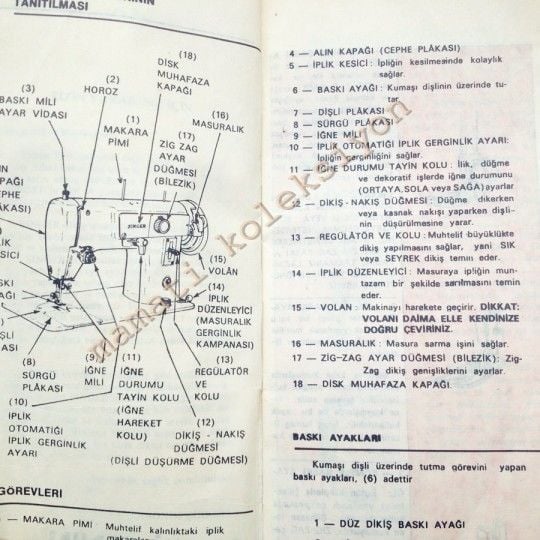 TANITILMASI
(3)
BASKI MİLİ
AYAR VİDASI
(2)
HOROZ
(1)
MAKARA
PİMİ
(18)
DİSK
MUHAFAZA
KAPAĞI
(17)
ZİG ZAG
AYAR
DÜĞMESİ
(BİLEZİK)
(16)
MASURALIK
KAPAĞI
SINGER
(15)
VOLAN
(14)
İPLİK
DÜZENLEYİCİ
(MASURALIK
GERGİNLİK
KAMPANASI)
(13)
REGÜLATÖR
VE
KOLU
(12)
DİKİŞ - NAKIŞ
DÜĞMESİ
(DİŞLİ DÜŞÜRME DÜĞMESİ)
(11)
İĞNE
DURUMU
TAYİN KOLU
(İĞNE
HAREKET
KOLU)
(9)
İĞNE
MİLİ
(8)
SÜRGÜ
PLÂKASI
(10)
İPLİK
OTOMATİĞİ
İPLİK GERGİNLİK
AYARI
GÖREVLERİ
— MAKARA PİMİ Muhtelif kalınlıktaki iplik
4 — ALIN KAPAĞI (CEPHE PLÂKASI)
5 — İPLİK KESİCİ: İpliğin kesilmesinde kolaylık
sağlar.
6 — BASKI AYAĞI: Kumaşı dişlinin üzerinde tu-
tar
7 — DİŞLİ PLÂKASI
8 — SÜRGÜ PLÂKASI
9 — İĞNE MİLİ
10 — İPLİK OTOMATİĞİ İPLİK GERGİNLİK AYARI:
İpliğin gerginliğini sağlar.
11 — İĞNE DURUMU TAYİN KOLU: İlik, düğme
ve dekoratif işlerde iğne durumunu
(ORTAYA, SOLA veya SAĞA) ayarlar
12 — DİKİŞ-NAKIŞ DÜĞMESİ: Düğme dikerken
veya kasnak nakışı yaparken dişli-
nin düşürülmesine yarar.
13 — REGÜLATÖR VE KOLU: Muhtelif büyüklükte
dikiş yapılmasını sağlar, yani SIK
veya SEYREK dikiş temin eder.
14 — İPLİK DÜZENLEYİCİ: Masuraya ipliğin mun-
tazam bir şekilde sarılmasını temin
eder.
15 — VOLAN: Makinayı harekete geçirir. DİKKAT:
VOLANI DAİMA ELLE KENDİNİZE
DOĞRU ÇEVİRİNİZ.
16 — MASURALIK: Masura sarma işini sağlar.
17 — ZİG-ZAG AYAR DÜĞMESİ (BİLEZİK): Zig-
Zag dikiş genişliklerini ayarlar.
18 — DİSK MUHAFAZA KAPAĞI.
BASKI AYAKLARI
Kumaşı dişli üzerinde tutma görevini yapan
baskı ayakları, (6) adettir
1 — DÜZ DİKİŞ BASKI AYAĞI
mamati koleksiyon